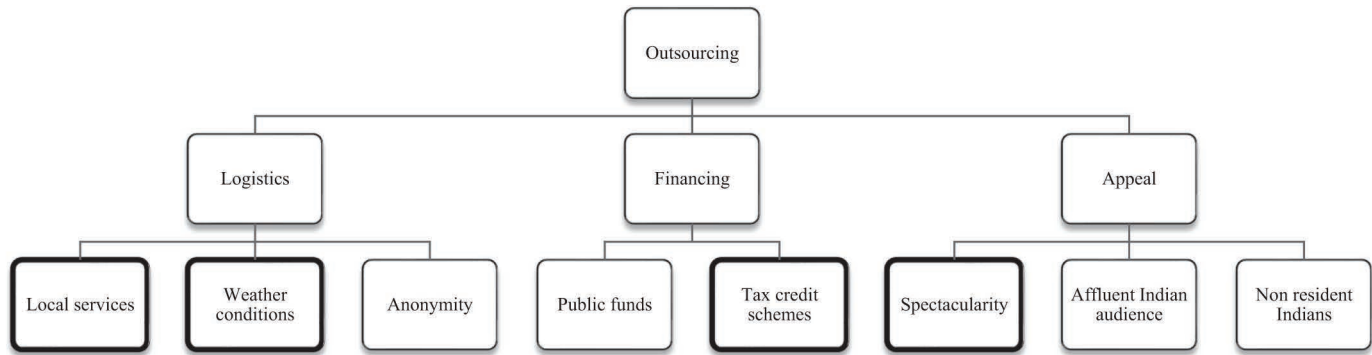 Outsourcing
Logistics
Financing
Appeal
Local services
Weather
conditions
Anonymity
Public funds
Tax credit
schemes
Spectacularity
Affluent Indian
audience
Non resident
Indians